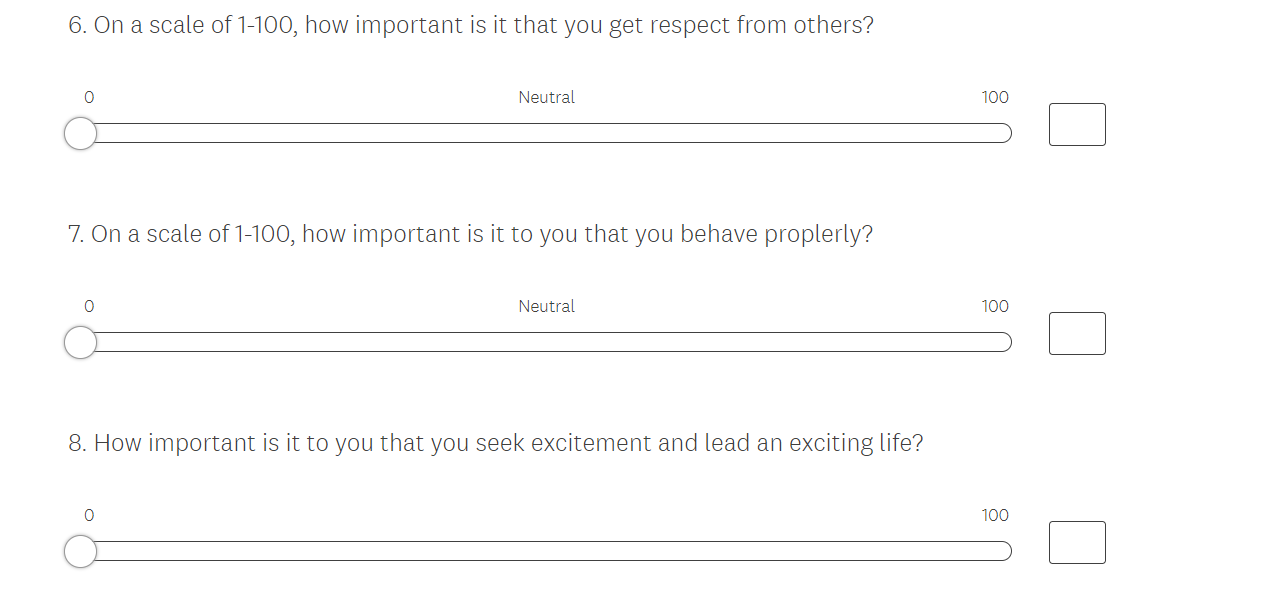 6. On a scale of 1-100, how important is it that you get respect from others?
0 Neutral 100
7. On a scale of 1-100, how important is it to you that you behave proplerly?
0 Neutral 100
8. How important is it to you that you seek excitement and lead an exciting life?
0 100